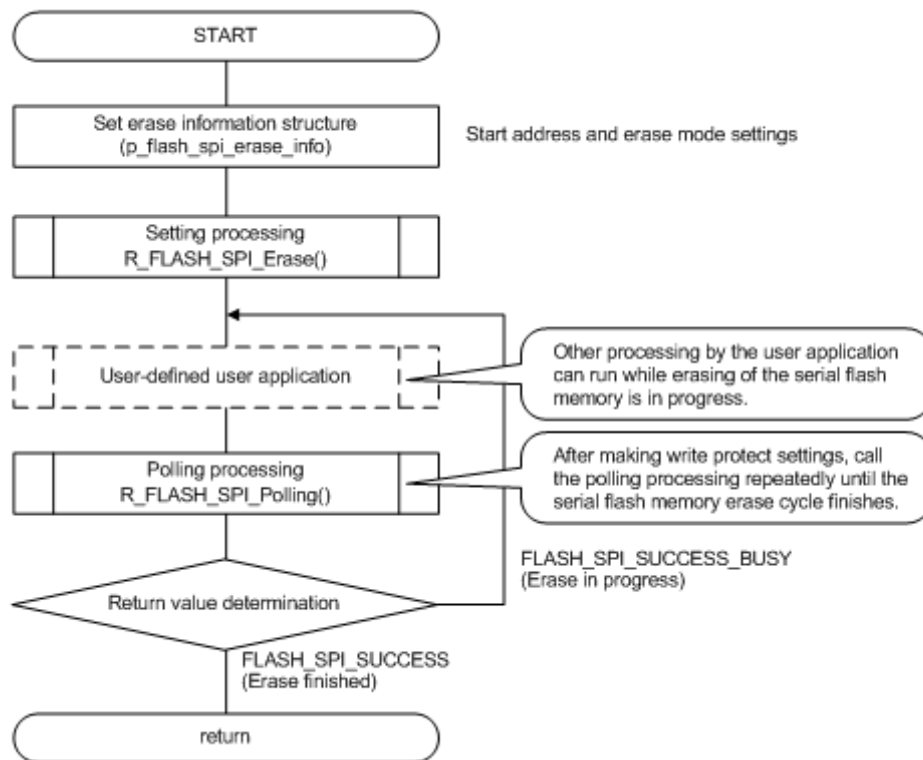 START
Set erase information structure
(p_flash_spi_erase_info)
Start address and erase mode settings
Setting processing
R_FLASH_SPI_Erase()
User-defined user application
Other processing by the user application
can run while erasing of the serial flash
memory is in progress.
Polling processing
R_FLASH_SPI_Polling()
After making write protect settings, call
the polling processing repeatedly until the
serial flash memory erase cycle finishes.
FLASH_SPI_SUCCESS_BUSY
(Erase in progress)
Return value determination
FLASH_SPI_SUCCESS
(Erase finished)
return